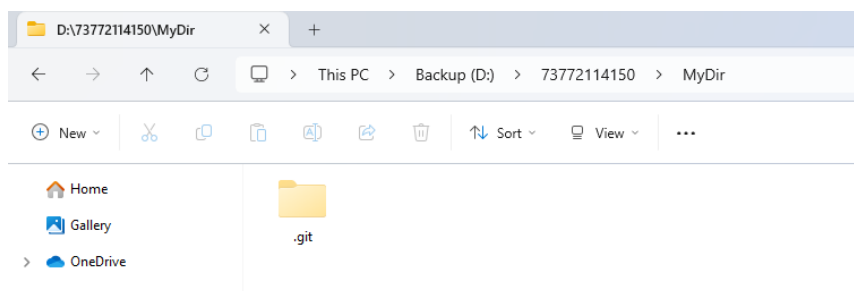 D:\73772114150\MyDir
This PC > Backup (D:) > 73772114150 > MyDir
New Sort View
Home
Gallery
.git
OneDrive